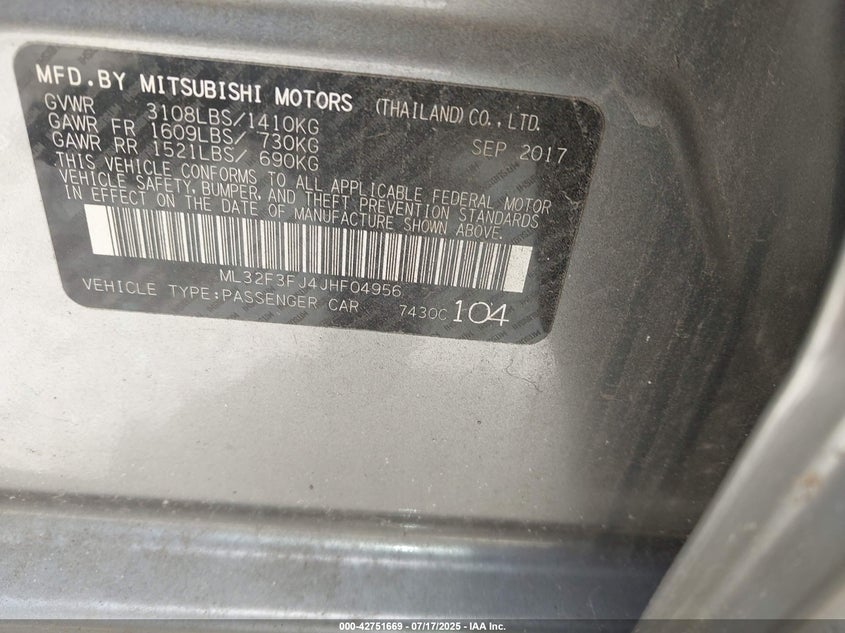 MFD.BY MITSUBISHI MOTORS (THAILAND) CO., LTD.
GVWR 3108LBS/1410KG
GAWR FR 1609LBS/ 730KG SEP 2017
GAWR RR 1521LBS/ 690KG
THIS VEHICLE CONFORMS TO ALL APPLICABLE FEDERAL MOTOR
VEHICLE SAFETY, BUMPER, AND THEFT PREVENTION STANDARDS
IN EFFECT ON THE DATE OF MANUFACTURE SHOWN ABOVE.
ML32F3FJ4JHF04956
VEHICLE TYPE:PASSENGER CAR 7430C 104
000-42751669 - 07/17/2025 - IAA Inc.